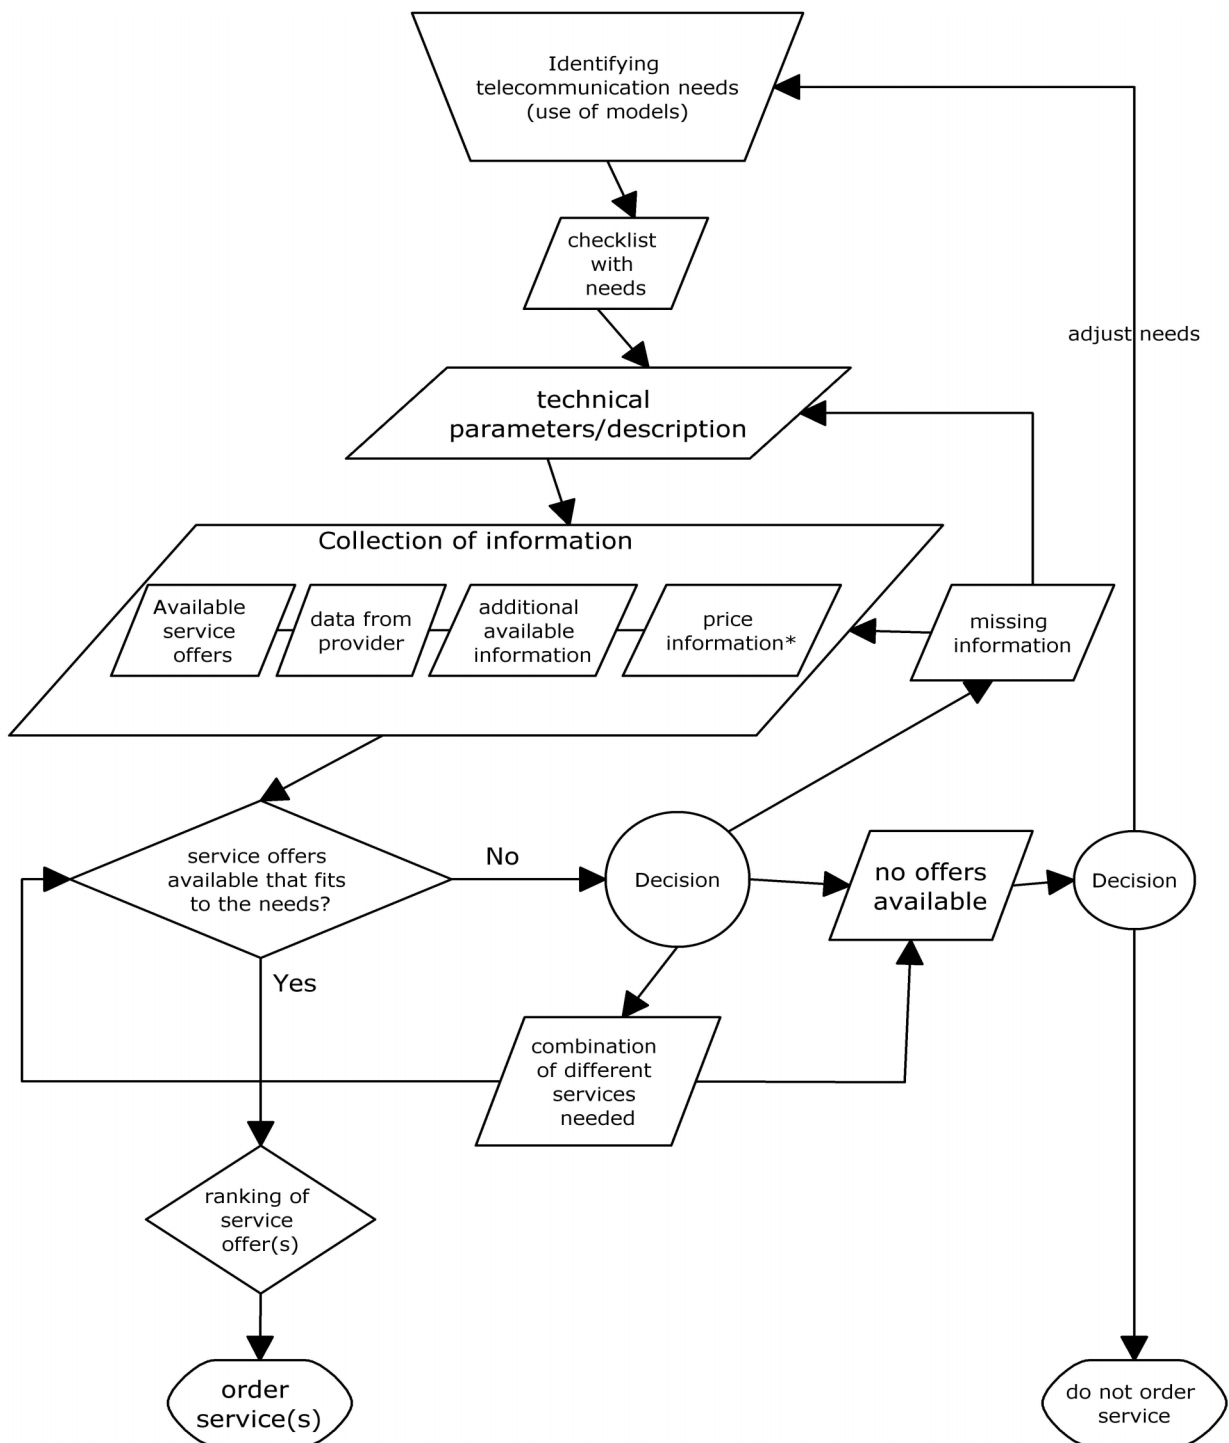 Identifying
telecommunication needs
(use of models)
checklist
with
needs
adjust needs
technical
parameters/description
Collection of information
Available
service
offers
data from
provider
additional
available
information
price
information*
missing
information
service offers
available that fits
to the needs?
No
Decision
no offers
available
Decision
Yes
combination
of different
services
needed
ranking of
service
offer(s)
order
service(s)
do not order
service